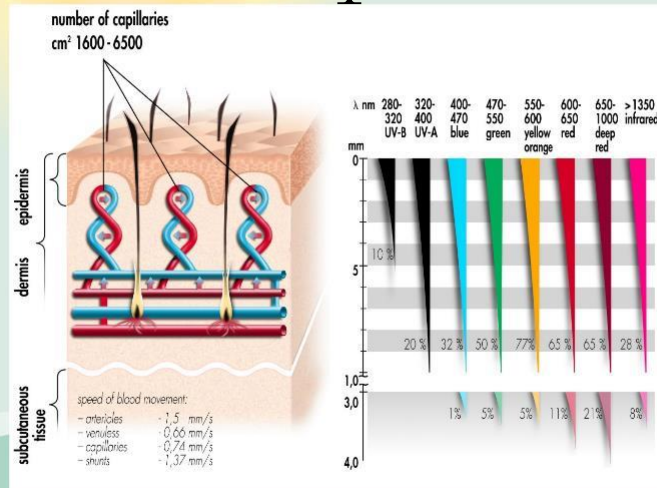 number of capillaries
cm² 1600 - 6500
epidermis
dermis
subcutaneous
tissue
speed of blood movement:
– artericles - 1,5 mm/s
– venuless - 0,66 mm/s
– capillaries - 0,74 mm/s
– shunts - 1,37 mm/s
λ nm 280- 320- 400- 470- 550- 600- 650- >1350
320 400 470 550 600 650 1000 infrared
UV-B UV-A blue green yellow red deep
orange red
mm
0
10 %
5
20 % 32 % 50 % 77% 65 % 65 % 28 %
1,0
3,0
1% 5% 5% 11% 21% 8%
4,0